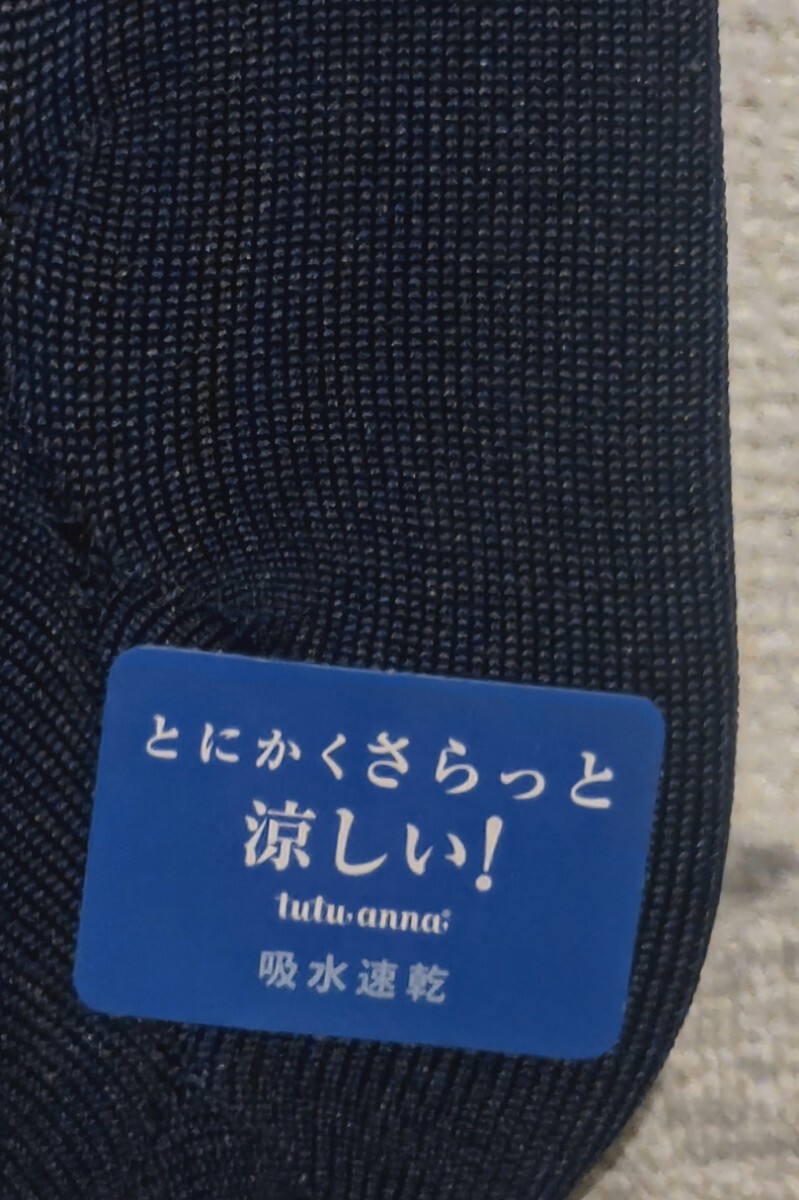 とにかくさらっと
涼しい!
tutu anna*
吸水速乾